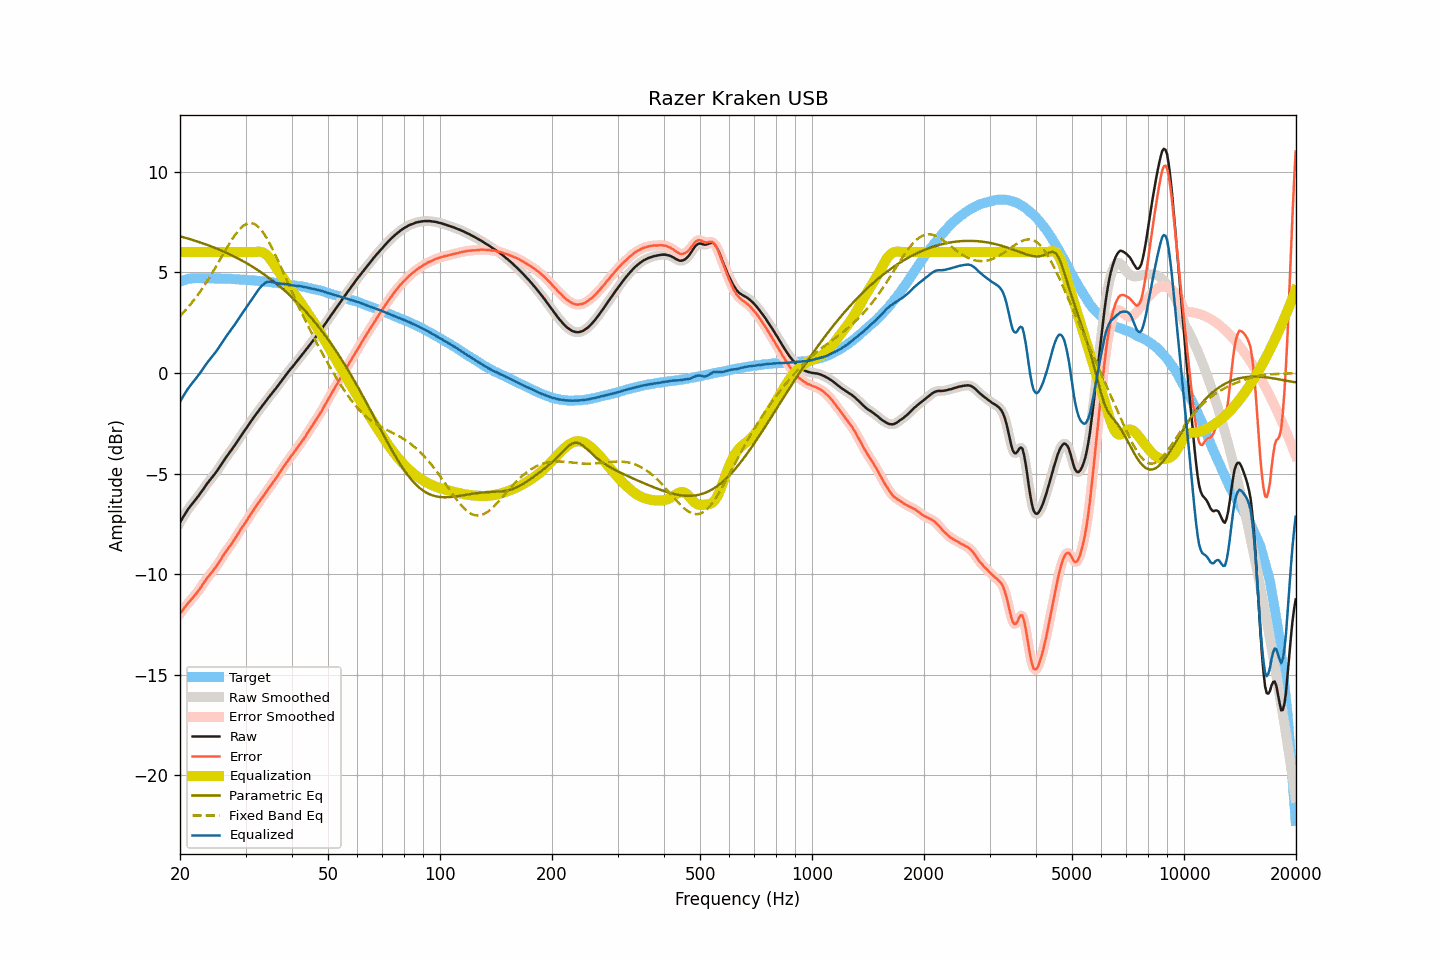 Razer Kraken USB
Amplitude (dBr)
10
5
0
−5
−10
−15
−20
Target
Raw Smoothed
Error Smoothed
Raw
Error
Equalization
Parametric Eq
Fixed Band Eq
Equalized
20 50 100 200 500 1000 2000 5000 10000 20000
Frequency (Hz)